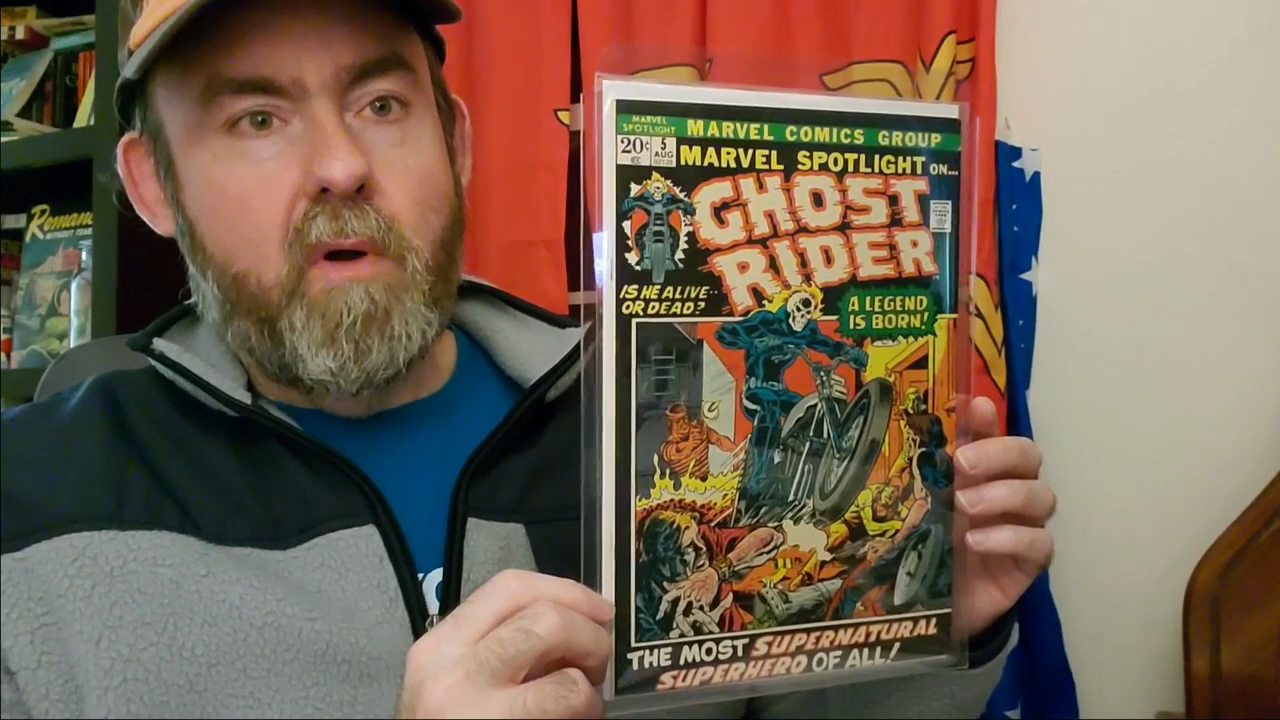 MARVEL
SPOTLIGHT
MARVEL COMICS GROUP
20¢
5
AUG
MARVEL SPOTLIGHT ON...
GHOST
RIDER
IS HE ALIVE..
OR DEAD?
A LEGEND
IS BORN!
THE MOST SUPERNATURAL
SUPERHERO OF ALL!